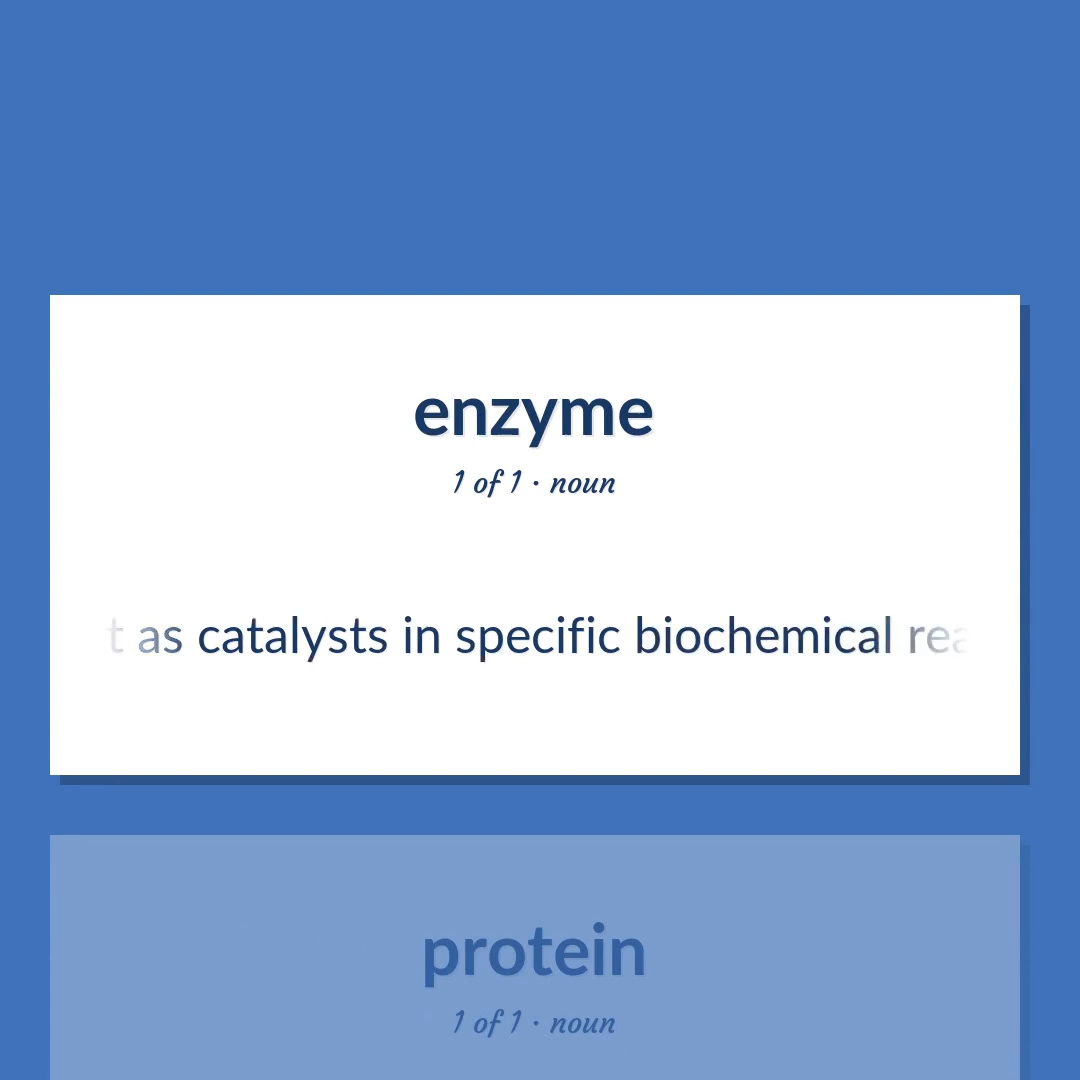 enzyme
1 of 1 · noun
as catalysts in specific biochemical
protein
1 of 1 · noun